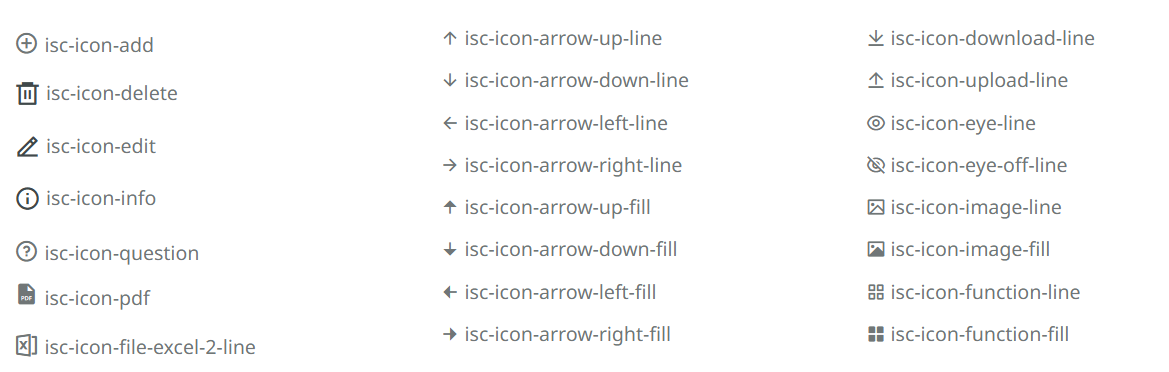 isc-icon-add
isc-icon-delete
isc-icon-edit
isc-icon-info
isc-icon-question
PDF isc-icon-pdf
isc-icon-file-excel-2-line
isc-icon-arrow-up-line
isc-icon-arrow-down-line
isc-icon-arrow-left-line
isc-icon-arrow-right-line
isc-icon-arrow-up-fill
isc-icon-arrow-down-fill
isc-icon-arrow-left-fill
isc-icon-arrow-right-fill
isc-icon-download-line
isc-icon-upload-line
isc-icon-eye-line
isc-icon-eye-off-line
isc-icon-image-line
isc-icon-image-fill
isc-icon-function-line
isc-icon-function-fill